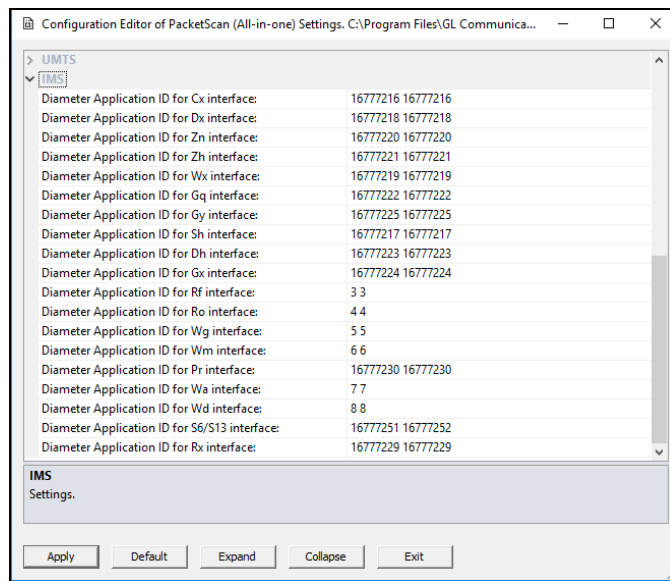 Configuration Editor of PacketScan (All-in-one) Settings. C:\Program Files\GL Communica...
UMTS
IMS
Diameter Application ID for Cx interface: 16777216 16777216
Diameter Application ID for Dx interface: 16777218 16777218
Diameter Application ID for Zn interface: 16777220 16777220
Diameter Application ID for Zh interface: 16777221 16777221
Diameter Application ID for Wx interface: 16777219 16777219
Diameter Application ID for Gq interface: 16777222 16777222
Diameter Application ID for Gy interface: 16777225 16777225
Diameter Application ID for Sh interface: 16777217 16777217
Diameter Application ID for Dh interface: 16777223 16777223
Diameter Application ID for Gx interface: 16777224 16777224
Diameter Application ID for Rf interface: 3 3
Diameter Application ID for Ro interface: 4 4
Diameter Application ID for Wg interface: 5 5
Diameter Application ID for Wm interface: 6 6
Diameter Application ID for Pr interface: 16777230 16777230
Diameter Application ID for Wa interface: 7 7
Diameter Application ID for Wd interface: 8 8
Diameter Application ID for S6/S13 interface: 16777251 16777252
Diameter Application ID for Rx interface: 16777229 16777229
IMS
Settings.
Apply Default Expand Collapse Exit